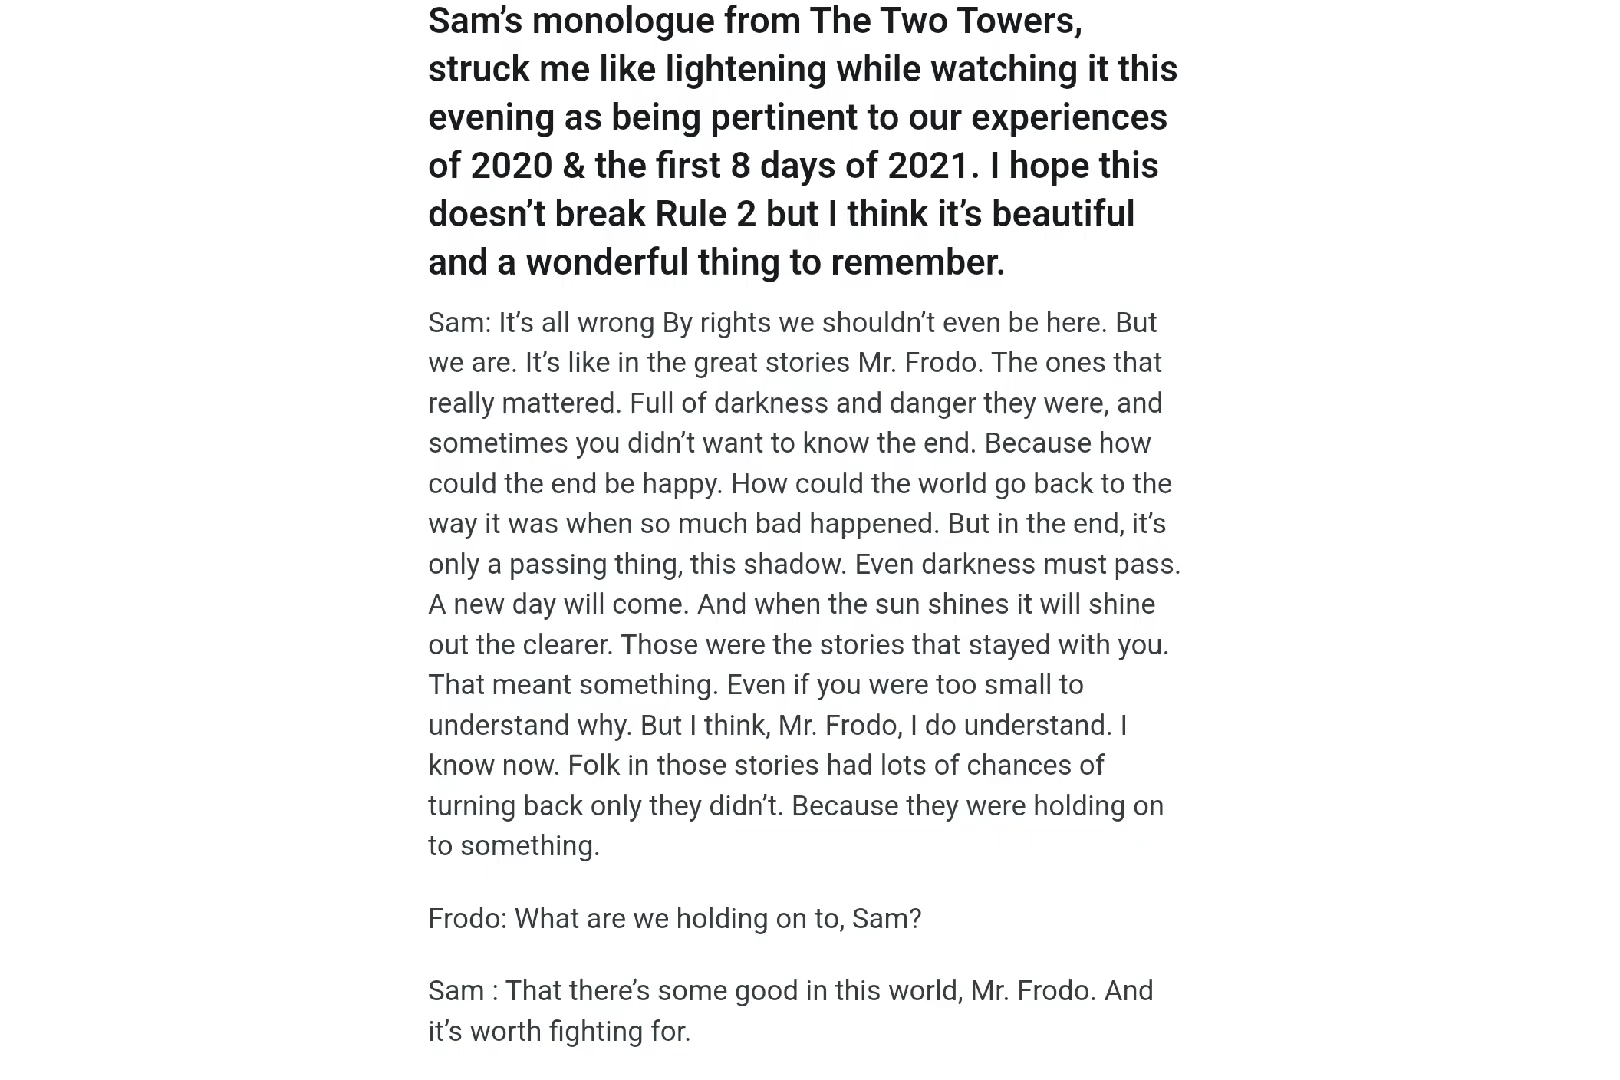 Sam’s monologue from The Two Towers,
struck me like lightening while watching it this
evening as being pertinent to our experiences
of 2020 & the first 8 days of 2021. I hope this
doesn’t break Rule 2 but I think it’s beautiful
and a wonderful thing to remember.
Sam: It’s all wrong By rights we shouldn’t even be here. But
we are. It’s like in the great stories Mr. Frodo. The ones that
really mattered. Full of darkness and danger they were, and
sometimes you didn’t want to know the end. Because how
could the end be happy. How could the world go back to the
way it was when so much bad happened. But in the end, it’s
only a passing thing, this shadow. Even darkness must pass.
A new day will come. And when the sun shines it will shine
out the clearer. Those were the stories that stayed with you.
That meant something. Even if you were too small to
understand why. But I think, Mr. Frodo, I do understand. I
know now. Folk in those stories had lots of chances of
turning back only they didn’t. Because they were holding on
to something.
Frodo: What are we holding on to, Sam?
Sam : That there’s some good in this world, Mr. Frodo. And
it’s worth fighting for.